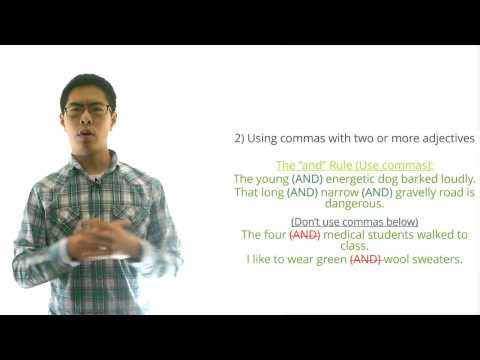 2) Using commas with two or more adjectives
The "and" Rule (Use commas):
The young (AND) energetic dog barked loudly.
That long (AND) narrow (AND) gravelly road is
dangerous.
(Don't use commas below)
The four (AND) medical students walked to
class.
I like to wear green (AND) wool sweaters.